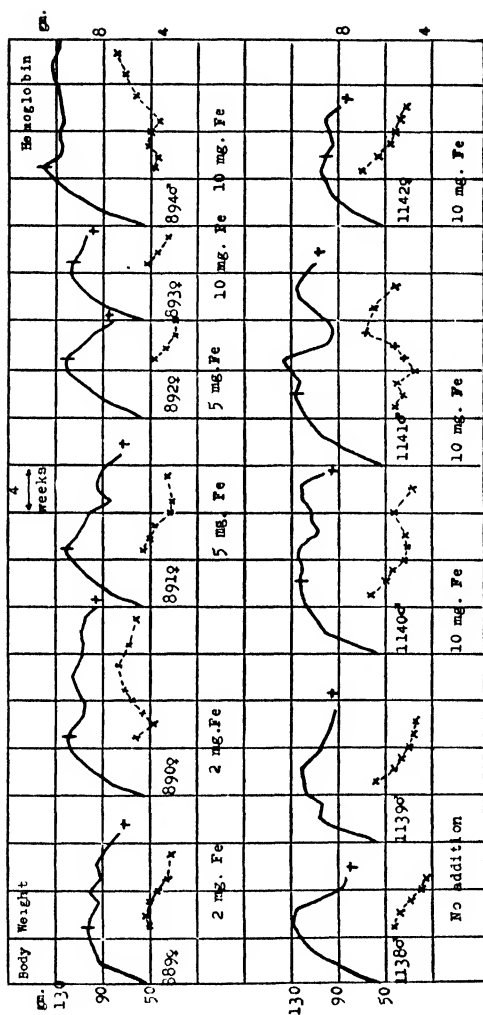 gm. Body Weight 4 weeks Hemoglobin gm.
130
90 8
50 4
889♀ 890♀ 891♀ 892♀ 893♀ 894♂
2 mg. Fe 2 mg.Fe 5 mg. Fe 5 mg.Fe 10 mg. Fe 10 mg. Fe
130
90 8
50 4
1138♂ 1139♂ 1140♂ 1141♂ 1142♀
No addition 10 mg. Fe 10 mg. Fe 10 mg. Fe